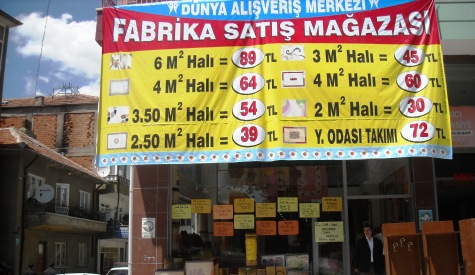 DÜNYA ALIŞVERİŞ MERKEZİ
FABRİKA SATIŞ MAĞAZASI
6 M² Halı = 89 TL
3 M² Halı = 45 TL
4 M² Halı = 64 TL
4 M² Halı = 60 TL
3.50 M² Halı = 54 TL
2 M² Halı = 30 TL
2.50 M² Halı = 39 TL
Y. ODASI TAKIMI = 72 TL